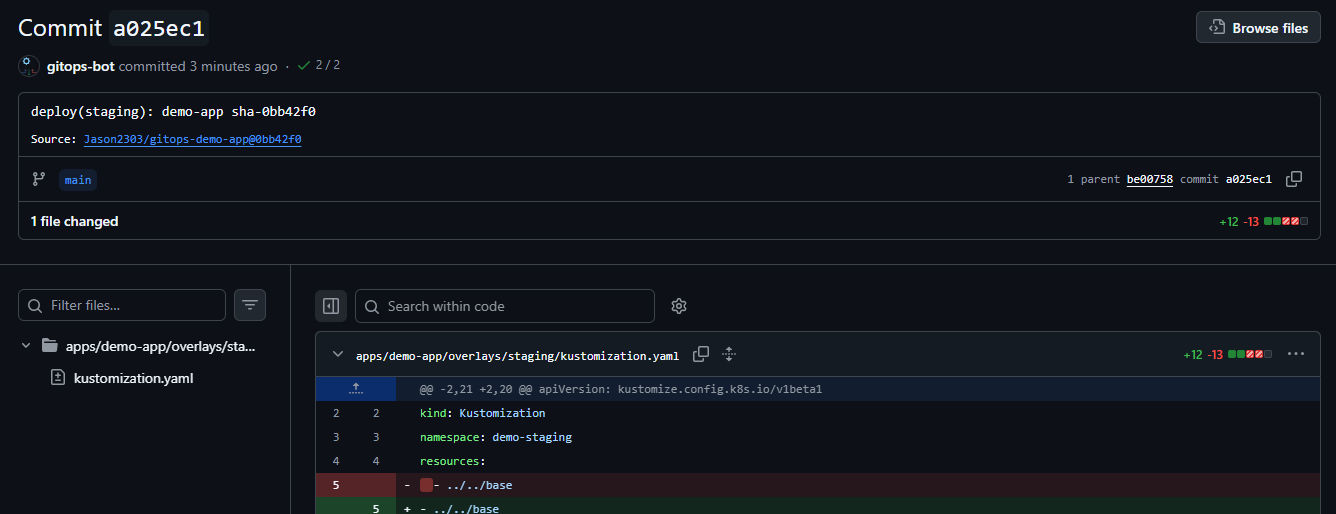 Commit a025ec1
Browse files
gitops-bot committed 3 minutes ago · 2 / 2
deploy(staging): demo-app sha-0bb42f0
Source: Jason2303/gitops-demo-app@0bb42f0
main
1 parent be00758 commit a025ec1
1 file changed
+12 -13
Filter files...
Search within code
apps/demo-app/overlays/sta...
kustomization.yaml
apps/demo-app/overlays/staging/kustomization.yaml
+12 -13
@@ -2,21 +2,20 @@ apiVersion: kustomize.config.k8s.io/v1beta1
2 2 kind: Kustomization
3 3 namespace: demo-staging
4 4 resources:
5 - - ../../base
5 + - ../../base